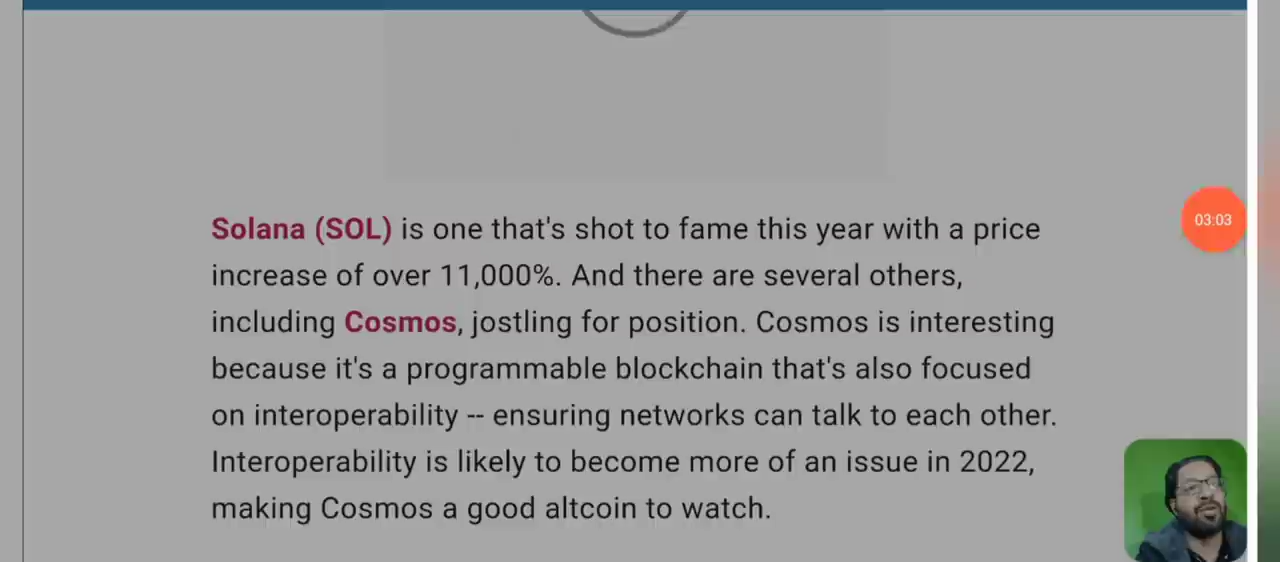 Solana (SOL) is one that's shot to fame this year with a price
increase of over 11,000%. And there are several others,
including Cosmos, jostling for position. Cosmos is interesting
because it's a programmable blockchain that's also focused
on interoperability -- ensuring networks can talk to each other.
Interoperability is likely to become more of an issue in 2022,
making Cosmos a good altcoin to watch.
03:03